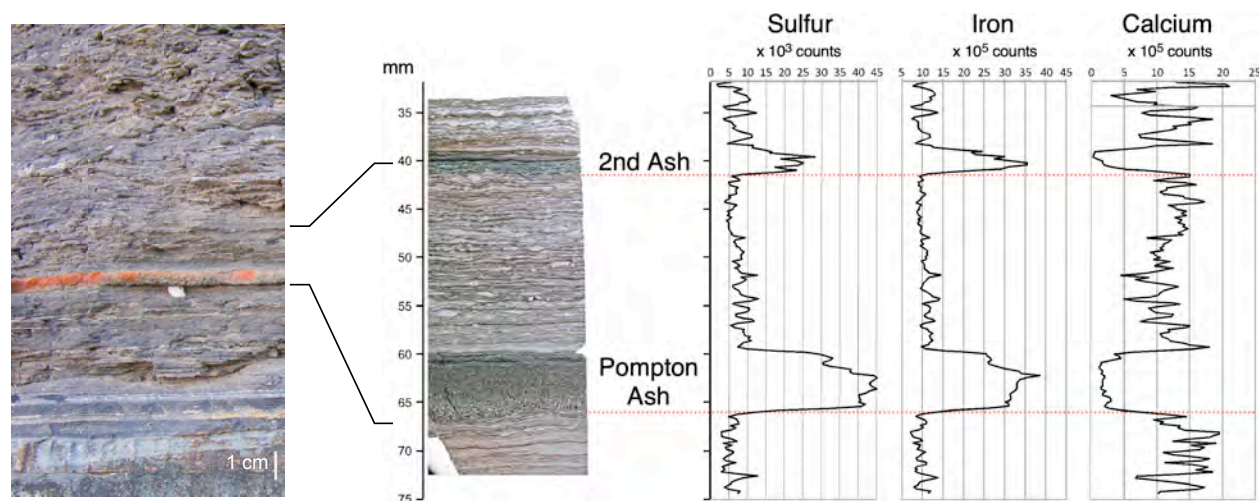 Sulfur
Iron
Calcium
x 10³ counts
x 10⁵ counts
x 10⁵ counts
mm
0 5 10 15 20 25 30 35 45
5 10 15 20 25 30 35 45
0 5 10 15 20 25
35
40
2nd Ash
45
50
55
60
Pompton
Ash
65
70
1 cm
75